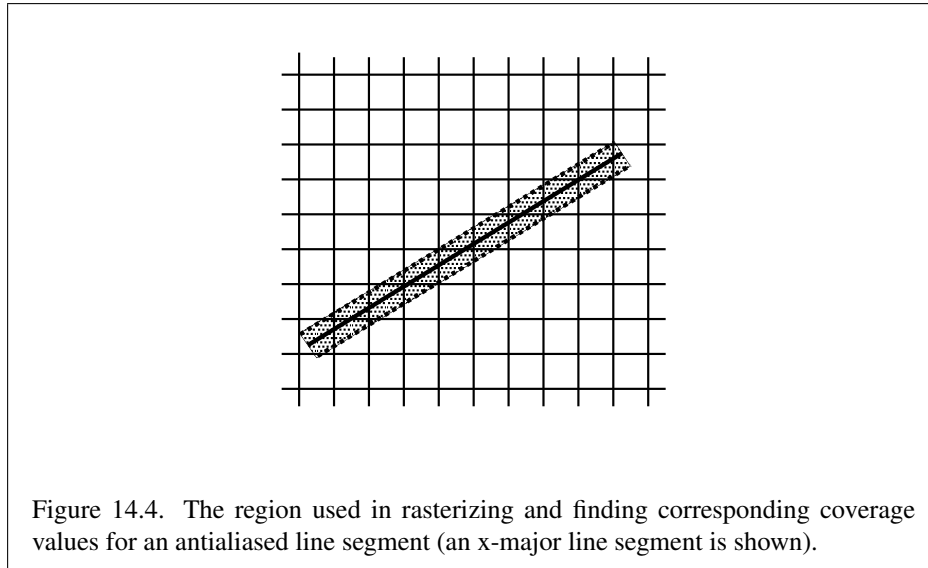 Figure 14.4. The region used in rasterizing and finding corresponding coverage
values for an antialiased line segment (an x-major line segment is shown).